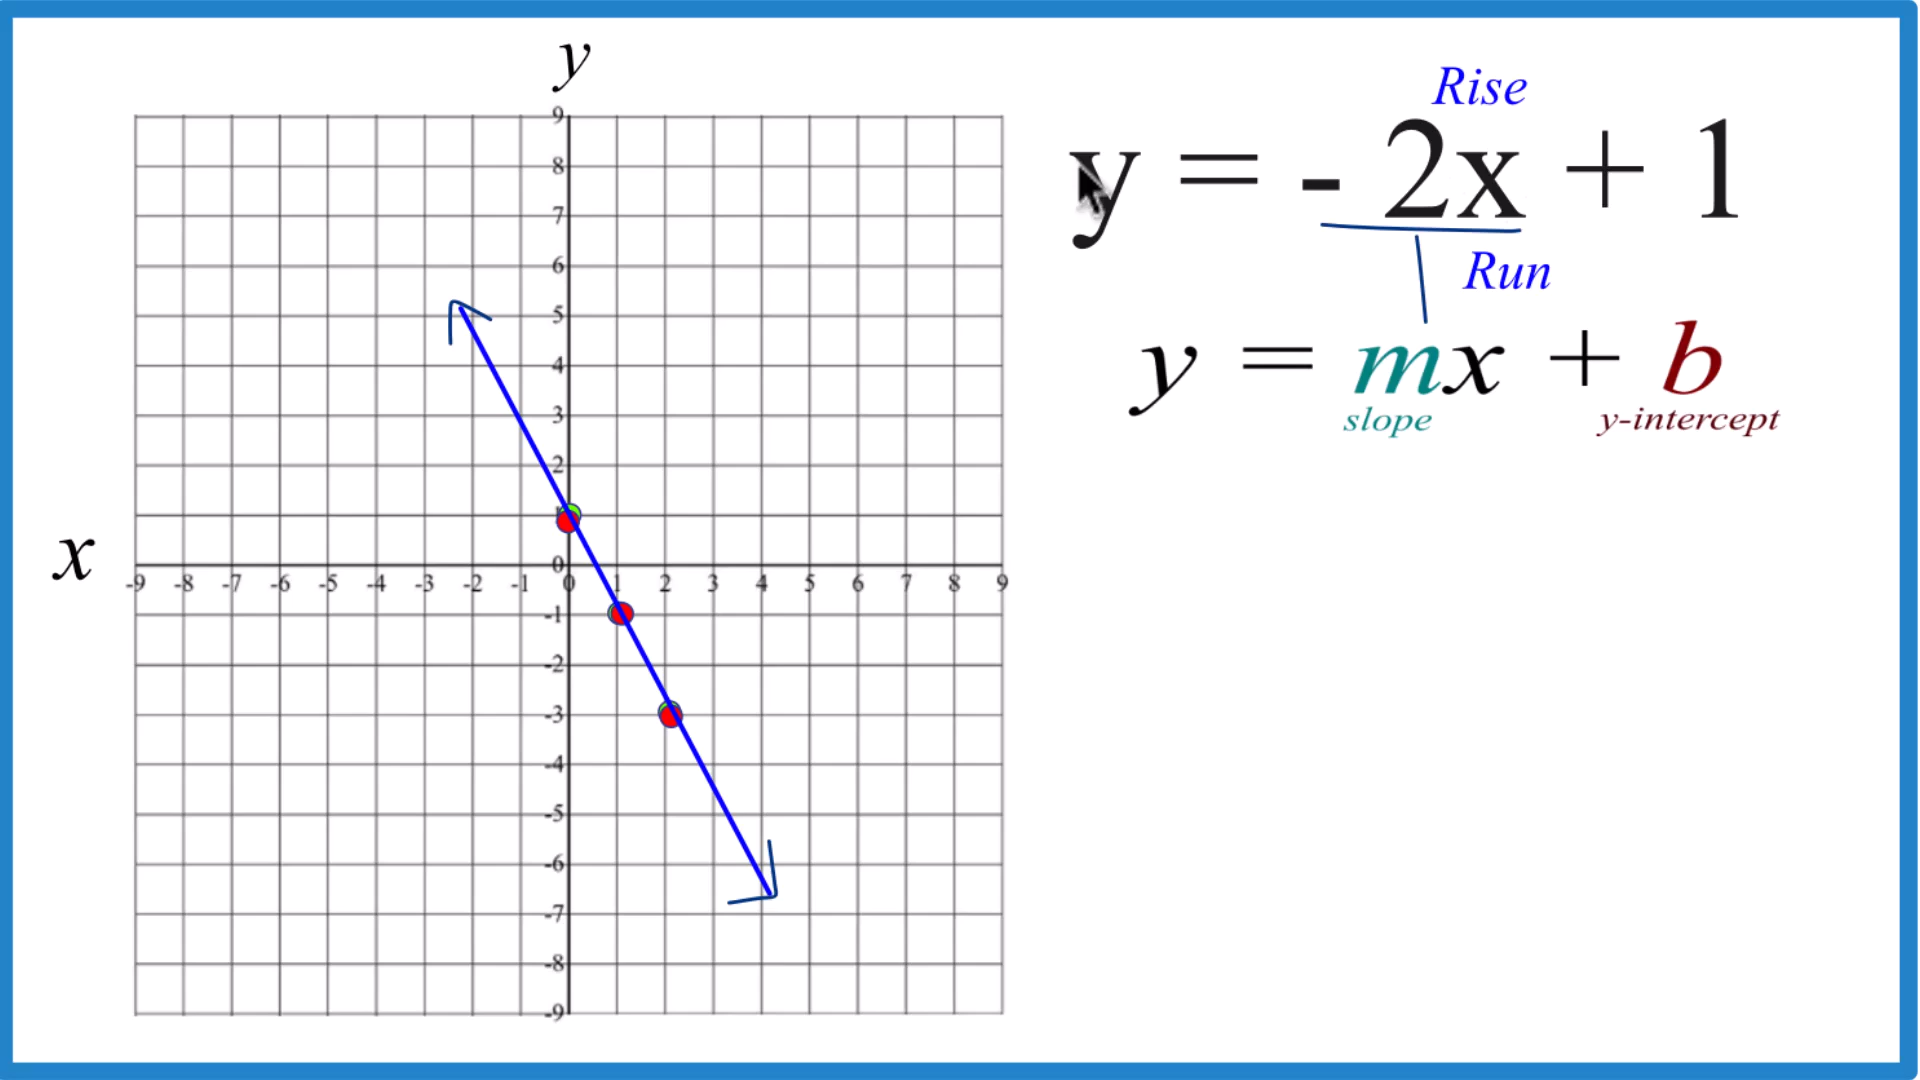 y
9
8
7
6
5
4
3
2
x
0
-9 -8 -7 -6 -5 -4 -3 -2 -1 0 1 2 3 4 5 6 7 8 9
-1
-2
-3
-4
-5
-6
-7
-8
-9
Rise
y = - 2x + 1
Run
y = mx + b
slope y-intercept